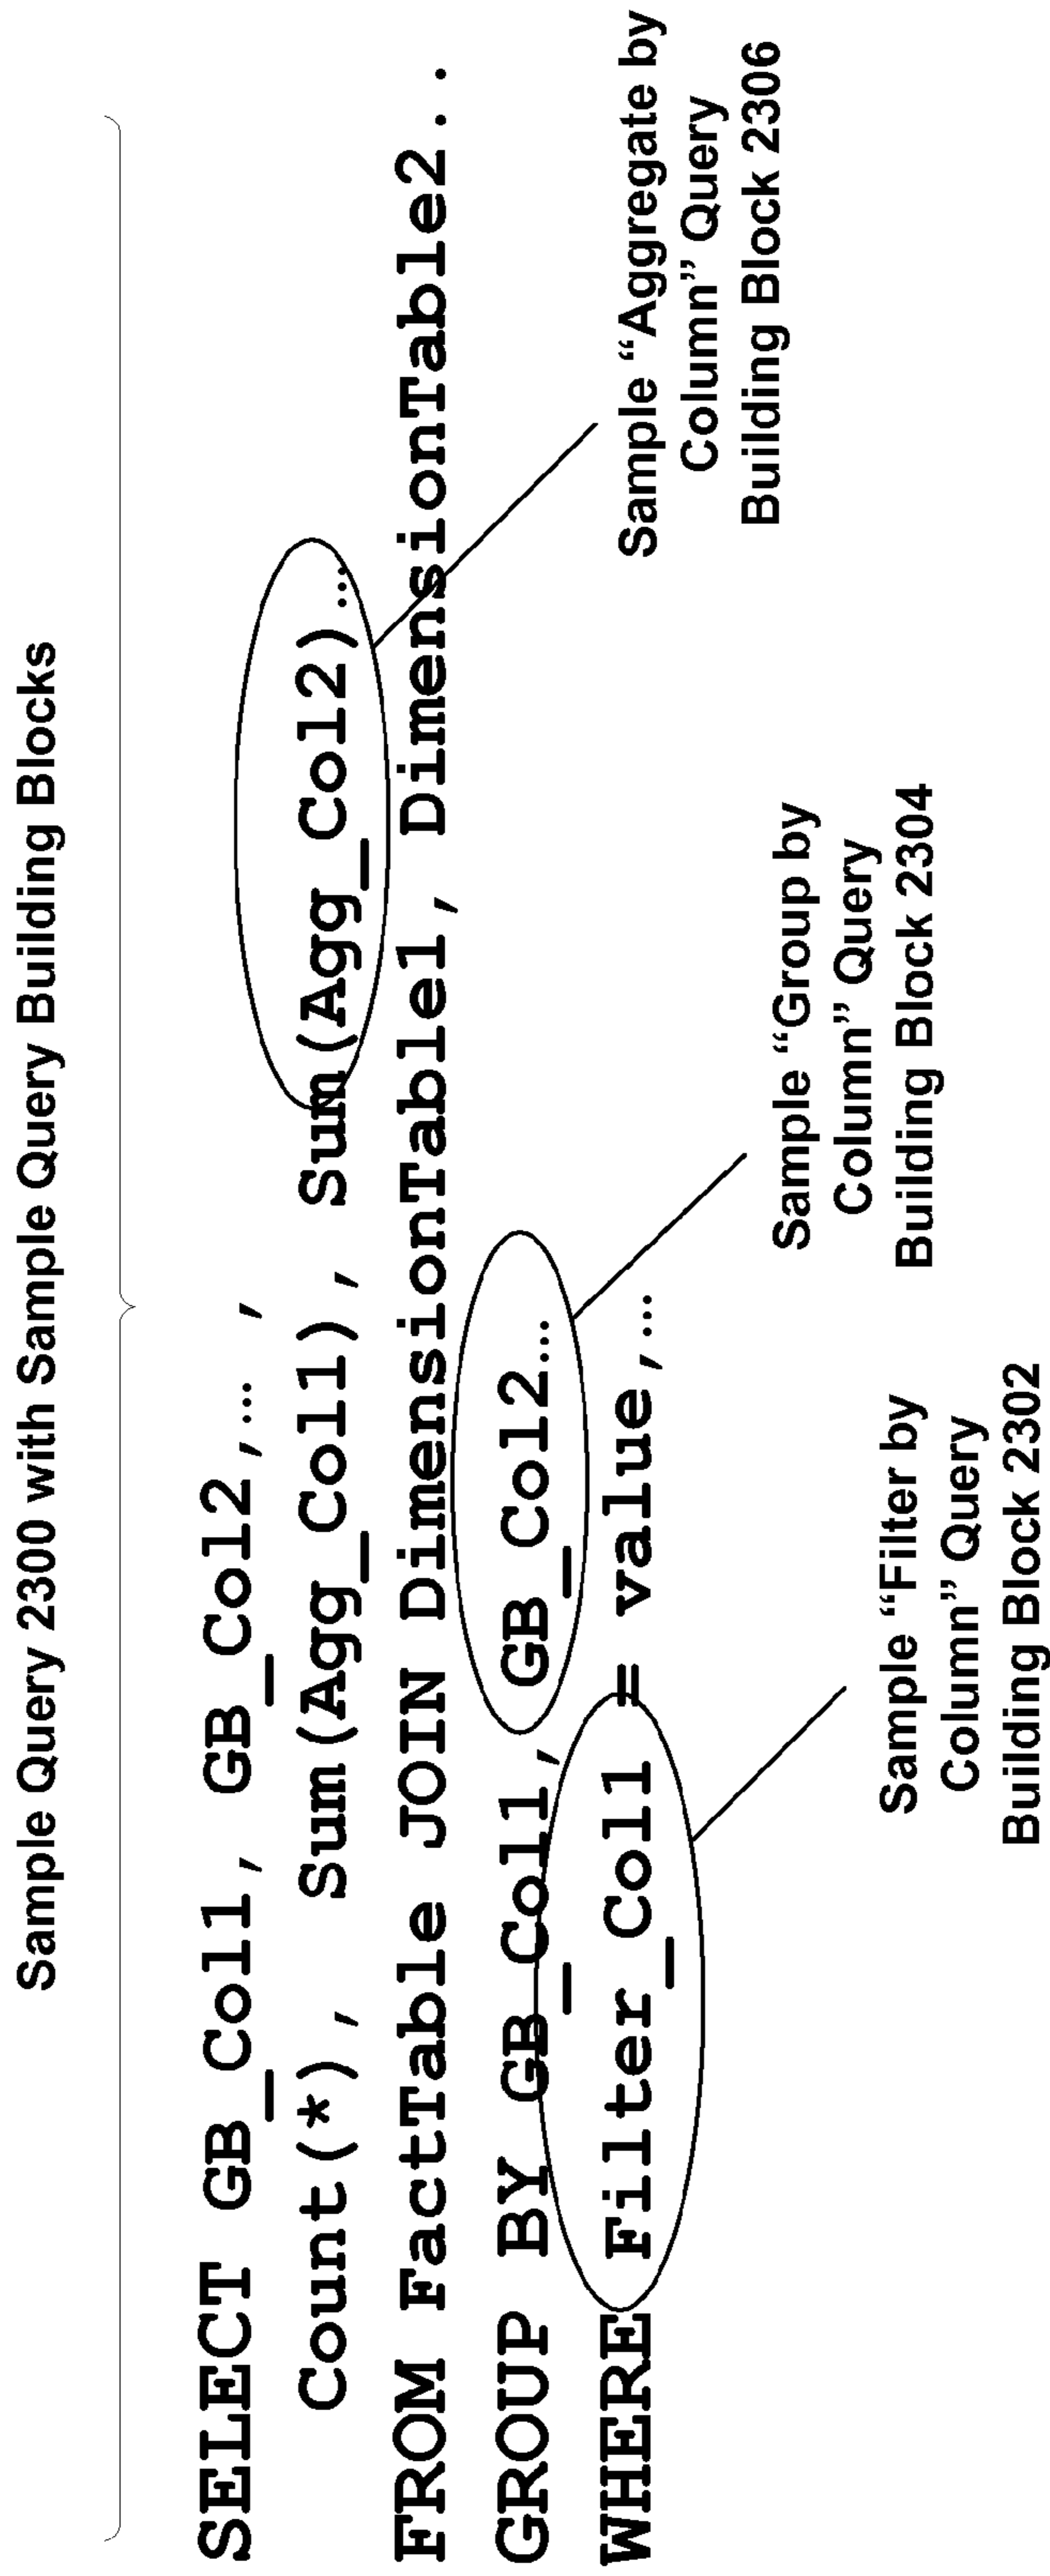 Sample Query 2300 with Sample Query Building Blocks
SELECT GB_Col1, GB_Col2,... ,
Count(*), Sum(Agg_Col1), Sum(Agg_Col2)...
FROM FactTable JOIN DimensionTable1, DimensionTable2..
GROUP BY GB_Col1, GB_Col2...
WHERE Filter_Col1 = value,...
Sample “Filter by
Column” Query
Building Block 2302
Sample “Group by
Column” Query
Building Block 2304
Sample “Aggregate by
Column” Query
Building Block 2306